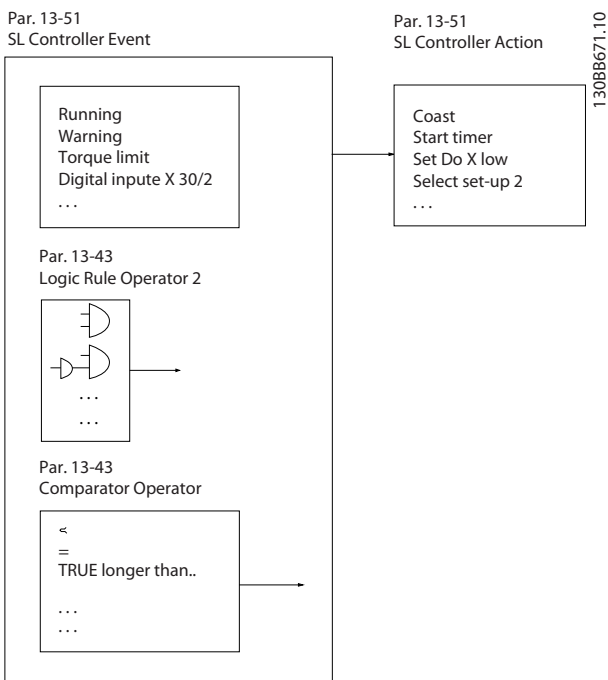 Par. 13-51
SL Controller Event
Par. 13-51
SL Controller Action
130BB671.10
Running
Warning
Torque limit
Digital inpute X 30/2
. . .
Coast
Start timer
Set Do X low
Select set-up 2
. . .
Par. 13-43
Logic Rule Operator 2
. . .
. . .
Par. 13-43
Comparator Operator
<
=
TRUE longer than..
. . .
. . .